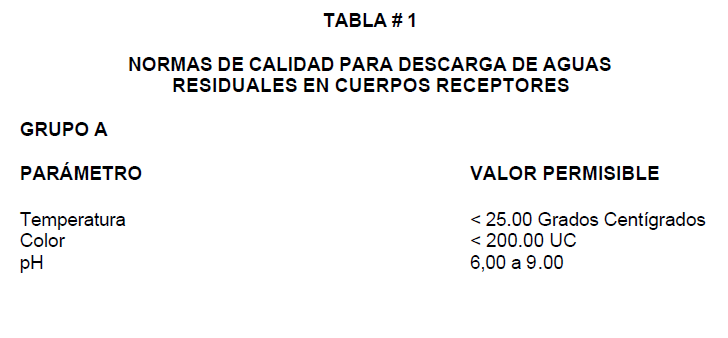 TABLA # 1
NORMAS DE CALIDAD PARA DESCARGA DE AGUAS
RESIDUALES EN CUERPOS RECEPTORES
GRUPO A
PARÁMETRO VALOR PERMISIBLE
Temperatura < 25.00 Grados Centígrados
Color < 200.00 UC
pH 6,00 a 9.00